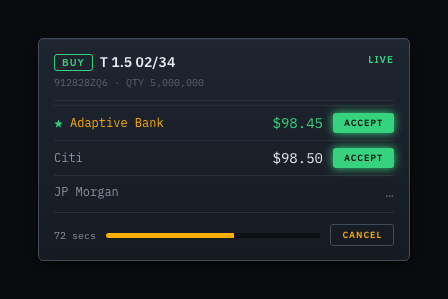 BUY T 1.5 02/34 LIVE
912828ZQ6 · QTY 5,000,000
★ Adaptive Bank $98.45 ACCEPT
Citi $98.50 ACCEPT
JP Morgan …
72 secs CANCEL